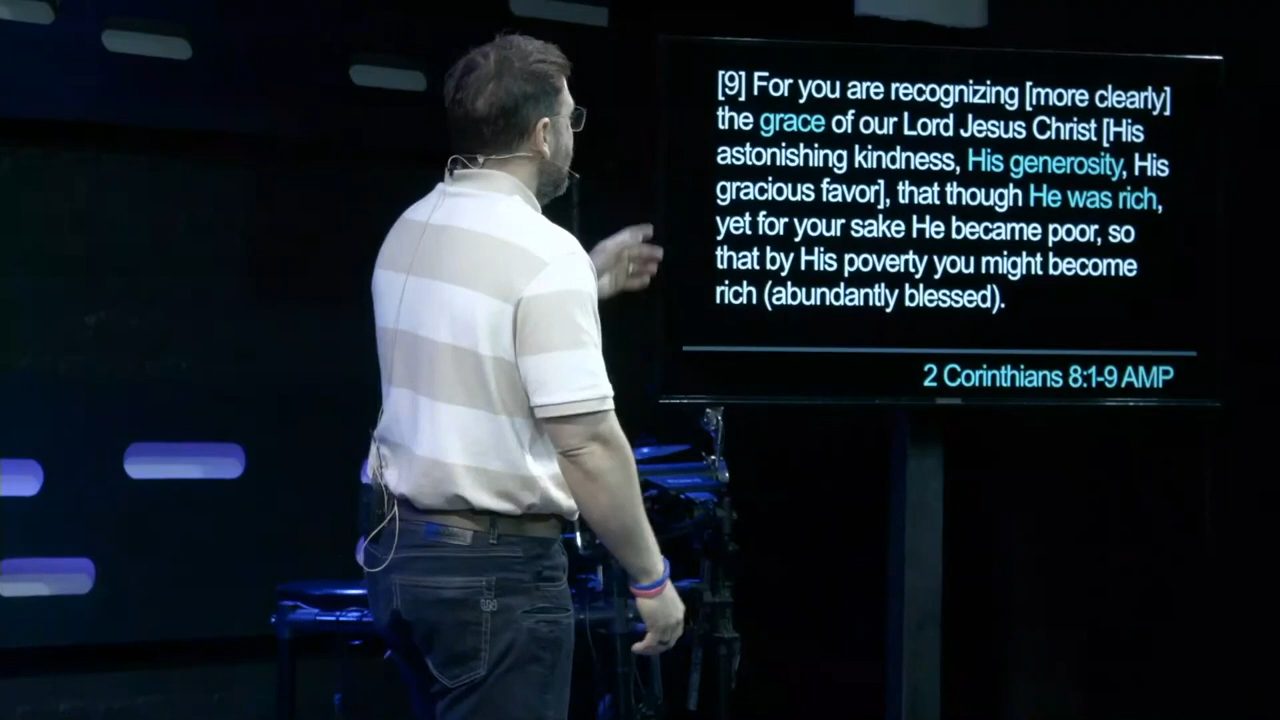 [9] For you are recognizing [more clearly]
the grace of our Lord Jesus Christ [His
astonishing kindness, His generosity, His
gracious favor], that though He was rich,
yet for your sake He became poor, so
that by His poverty you might become
rich (abundantly blessed).
2 Corinthians 8:1-9 AMP